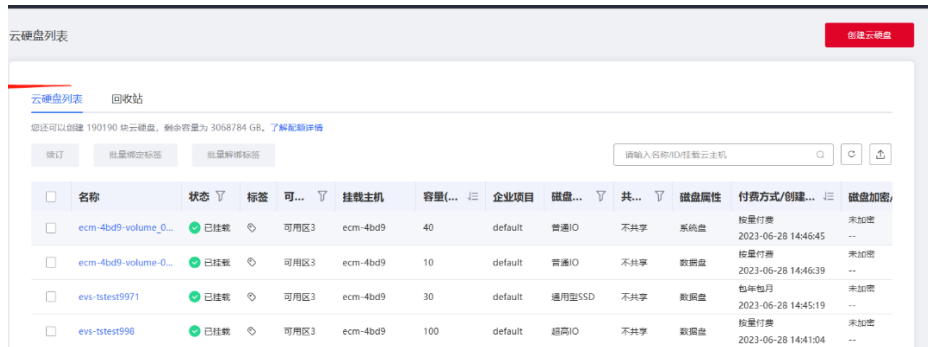 云硬盘列表
创建云硬盘
云硬盘列表 回收站
您还可以创建 190190 块云硬盘，剩余容量为 3068784 GB。了解配额详情
续订 批量绑定标签 批量解绑标签 请输入名称/ID/挂载云主机
名称 状态 标签 可... 挂载主机 容量(... 企业项目 磁盘... 共... 磁盘属性 付费方式/创建... 磁盘加密/
ecm-4bd9-volume_0... 已挂载 可用区3 ecm-4bd9 40 default 普通IO 不共享 系统盘 按量付费 未加密
2023-06-28 14:46:45 --
ecm-4bd9-volume-0... 已挂载 可用区3 ecm-4bd9 10 default 普通IO 不共享 数据盘 按量付费 未加密
2023-06-28 14:46:39 --
evs-tstest9971 已挂载 可用区3 ecm-4bd9 30 default 通用型SSD 不共享 数据盘 包年包月 未加密
2023-06-28 14:45:19 --
evs-tstest998 已挂载 可用区3 ecm-4bd9 100 default 超高IO 不共享 数据盘 按量付费 未加密
2023-06-28 14:41:04 --